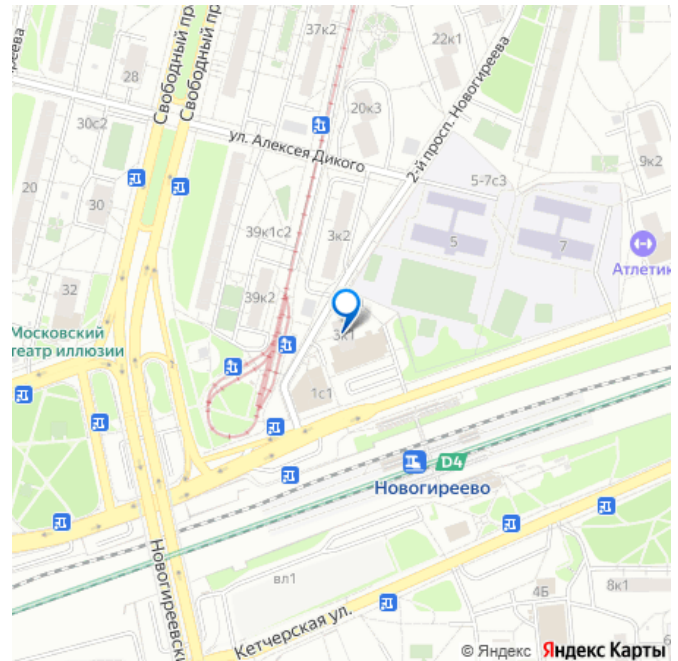 37к2
22к1
Свободный пр
Свободный пр
28
30с2
20к3
2-й просп. Новогиреева
ул. Алексея Дикого
9к2
5-7с3
20
30
39к1с2
3к2
5
7
Атлетик
39к2
32
Московский
театр иллюзии
3к1
1с1
D4
Новогиреево
Новогиреевски
вл1
4Б
8к1
Кетчерская ул.
© Яндекс Яндекс Карты